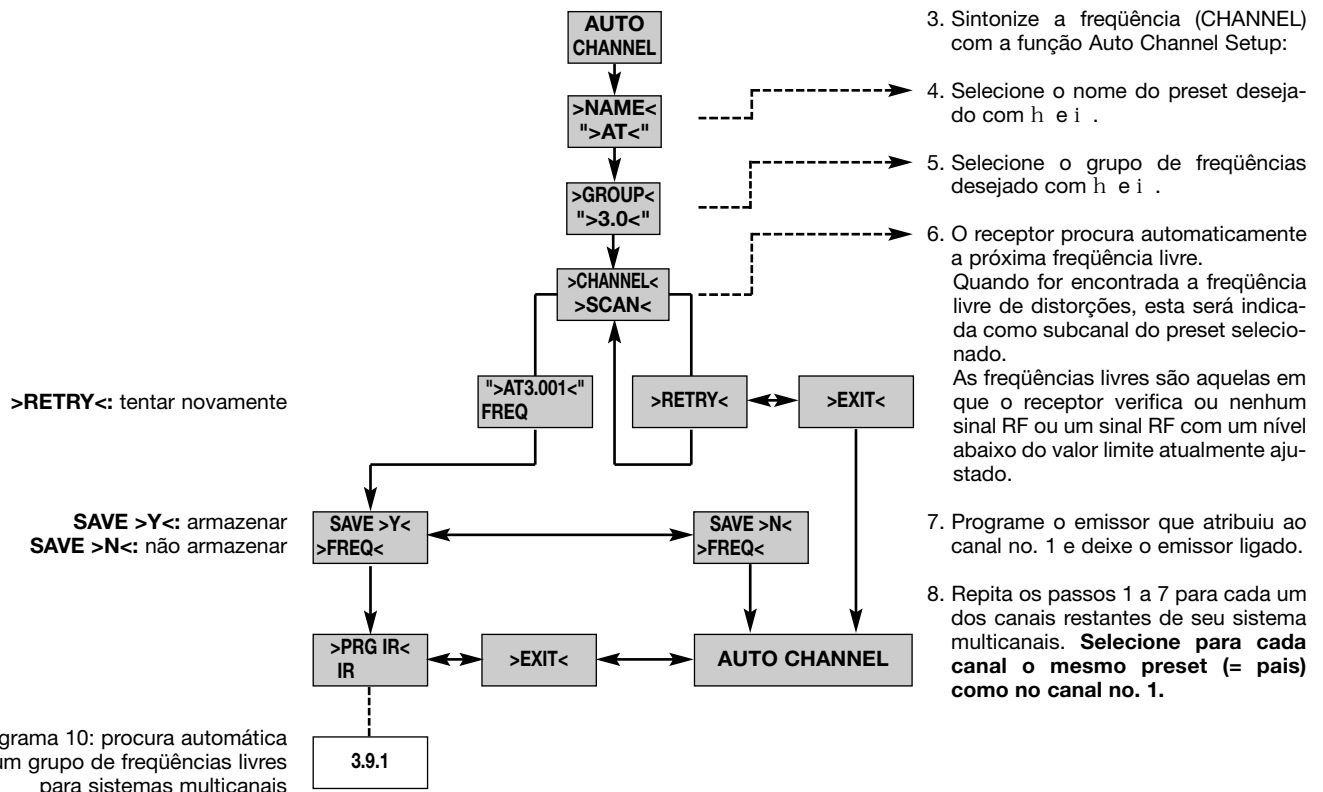 AUTO
CHANNEL
>NAME<
">AT<"
>GROUP<
">3.0<"
>CHANNEL<
>SCAN<
">AT3.001<"
FREQ
>RETRY<
>EXIT<
>RETRY<: tentar novamente
SAVE >Y<: armazenar
SAVE >N<: não armazenar
SAVE >Y<
>FREQ<
SAVE >N<
>FREQ<
>PRG IR<
IR
>EXIT<
AUTO CHANNEL
3.9.1
grama 10: procura automática
um grupo de freqüências livres
para sistemas multicanais
3. Sintonize a freqüência (CHANNEL)
com a função Auto Channel Setup:
4. Selecione o nome do preset deseja-
do com h e i .
5. Selecione o grupo de freqüências
desejado com h e i .
6. O receptor procura automaticamente
a próxima freqüência livre.
Quando for encontrada a freqüência
livre de distorções, esta será indica-
da como subcanal do preset selecio-
nado.
As freqüências livres são aquelas em
que o receptor verifica ou nenhum
sinal RF ou um sinal RF com um nível
abaixo do valor limite atualmente aju-
stado.
7. Programe o emissor que atribuiu ao
canal no. 1 e deixe o emissor ligado.
8. Repita os passos 1 a 7 para cada um
dos canais restantes de seu sistema
multicanais. Selecione para cada
canal o mesmo preset (= pais)
como no canal no. 1.